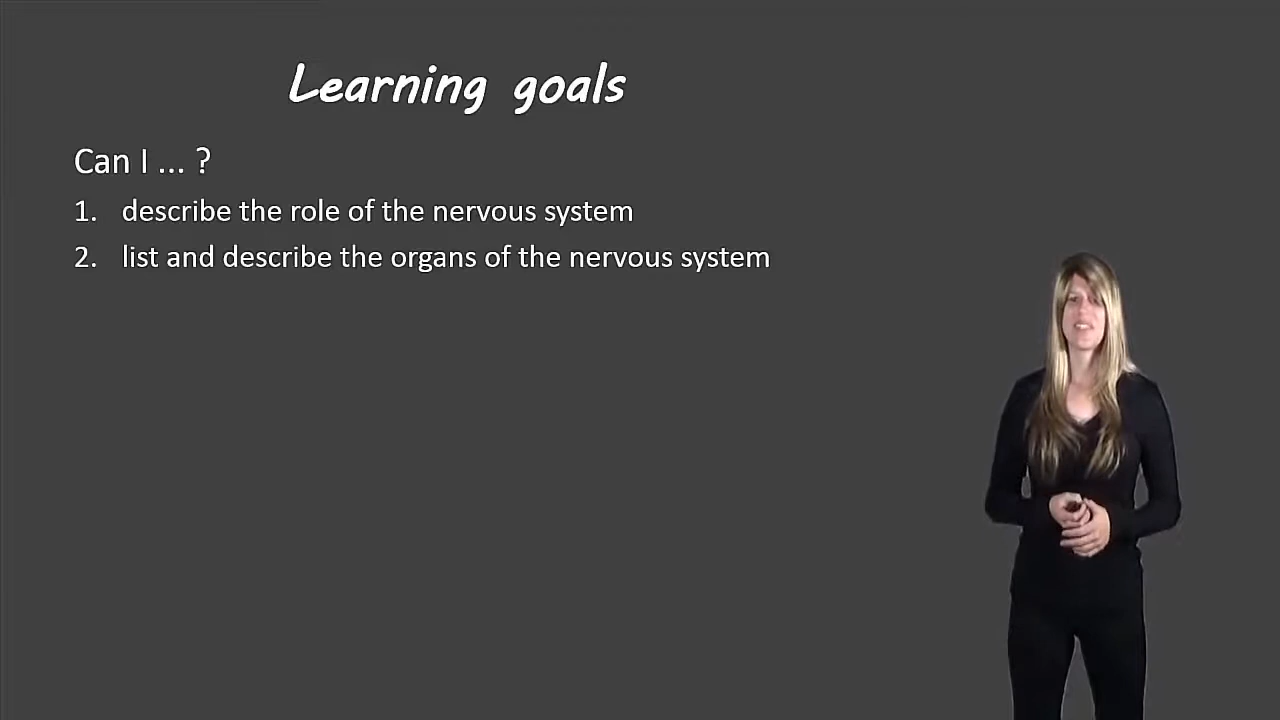 Learning goals
Can I ... ?
1. describe the role of the nervous system
2. list and describe the organs of the nervous system